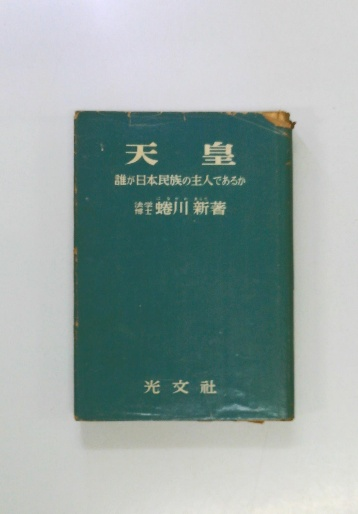 天皇
誰が日本民族の主人であるか
法学博士 蜷川新著
光文社